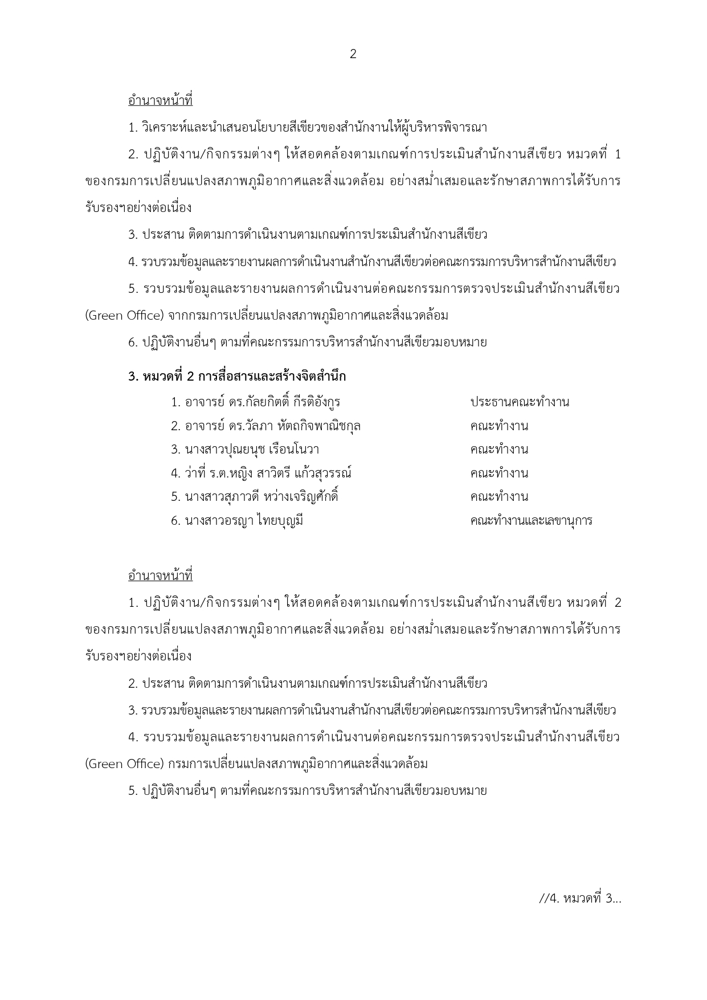 2
อำนาจหน้าที่
1. วิเคราะห์และนำเสนอนโยบายสีเขียวของสำนักงานให้ผู้บริหารพิจารณา
2. ปฏิบัติงาน/กิจกรรมต่างๆ ให้สอดคล้องตามเกณฑ์การประเมินสำนักงานสีเขียว หมวดที่ 1
ของกรมการเปลี่ยนแปลงสภาพภูมิอากาศและสิ่งแวดล้อม อย่างสม่ำเสมอและรักษาสภาพการได้รับการ
รับรองฯอย่างต่อเนื่อง
3. ประสาน ติดตามการดำเนินงานตามเกณฑ์การประเมินสำนักงานสีเขียว
4. รวบรวมข้อมูลและรายงานผลการดำเนินงานสำนักงานสีเขียวต่อคณะกรรมการบริหารสำนักงานสีเขียว
5. รวบรวมข้อมูลและรายงานผลการดำเนินงานต่อคณะกรรมการตรวจประเมินสำนักงานสีเขียว
(Green Office) จากกรมการเปลี่ยนแปลงสภาพภูมิอากาศและสิ่งแวดล้อม
6. ปฏิบัติงานอื่นๆ ตามที่คณะกรรมการบริหารสำนักงานสีเขียวมอบหมาย
3. หมวดที่ 2 การสื่อสารและสร้างจิตสำนึก
1. อาจารย์ ดร.กัลยกิตติ์ กีรติอังกูร ประธานคณะทำงาน
2. อาจารย์ ดร.วัลภา หัตถกิจพาณิชกุล คณะทำงาน
3. นางสาวปุณยนุช เรือนโนวา คณะทำงาน
4. ว่าที่ ร.ต.หญิง สาวิตรี แก้วสุวรรณ์ คณะทำงาน
5. นางสาวสุภาวดี หว่างเจริญศักดิ์ คณะทำงาน
6. นางสาวอรญา ไทยบุญมี คณะทำงานและเลขานุการ
อำนาจหน้าที่
1. ปฏิบัติงาน/กิจกรรมต่างๆ ให้สอดคล้องตามเกณฑ์การประเมินสำนักงานสีเขียว หมวดที่ 2
ของกรมการเปลี่ยนแปลงสภาพภูมิอากาศและสิ่งแวดล้อม อย่างสม่ำเสมอและรักษาสภาพการได้รับการ
รับรองฯอย่างต่อเนื่อง
2. ประสาน ติดตามการดำเนินงานตามเกณฑ์การประเมินสำนักงานสีเขียว
3. รวบรวมข้อมูลและรายงานผลการดำเนินงานสำนักงานสีเขียวต่อคณะกรรมการบริหารสำนักงานสีเขียว
4. รวบรวมข้อมูลและรายงานผลการดำเนินงานต่อคณะกรรมการตรวจประเมินสำนักงานสีเขียว
(Green Office) กรมการเปลี่ยนแปลงสภาพภูมิอากาศและสิ่งแวดล้อม
5. ปฏิบัติงานอื่นๆ ตามที่คณะกรรมการบริหารสำนักงานสีเขียวมอบหมาย
//4. หมวดที่ 3...